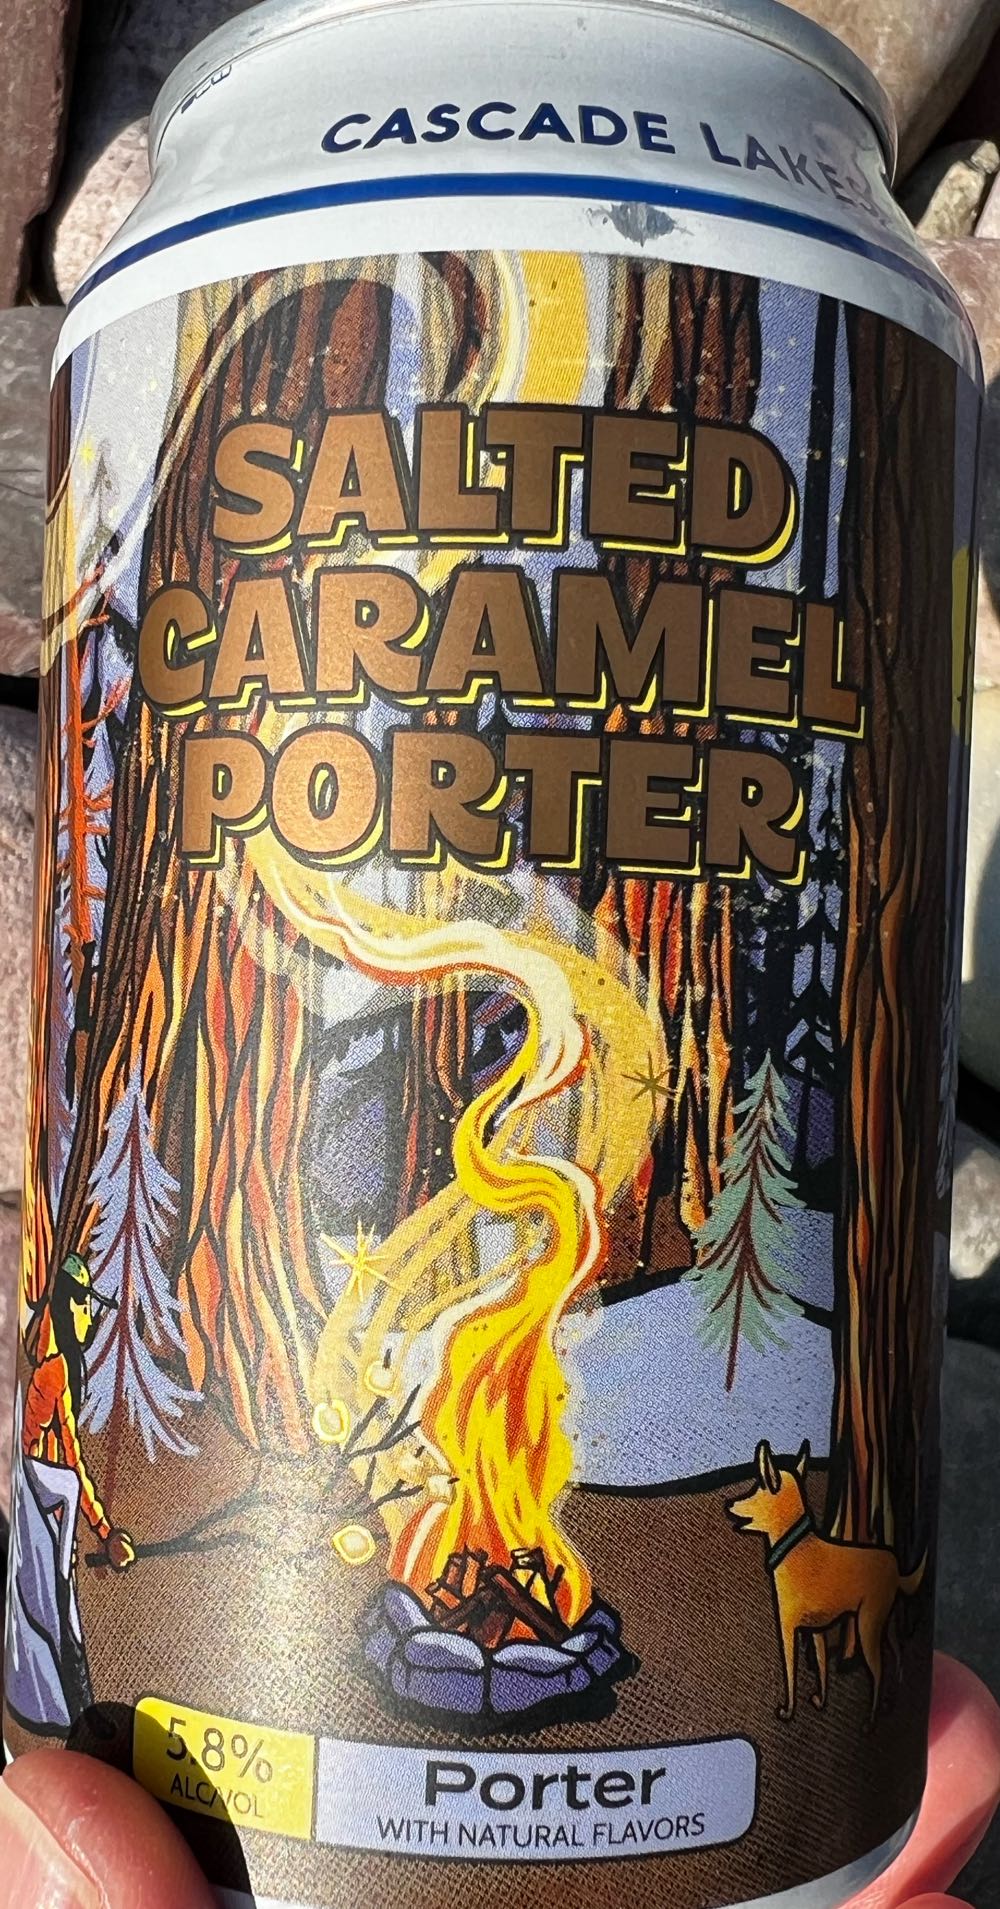 CASCADE LAKES
SALTED
CARAMEL
PORTER
5.8%
ALC/VOL
Porter
WITH NATURAL FLAVORS